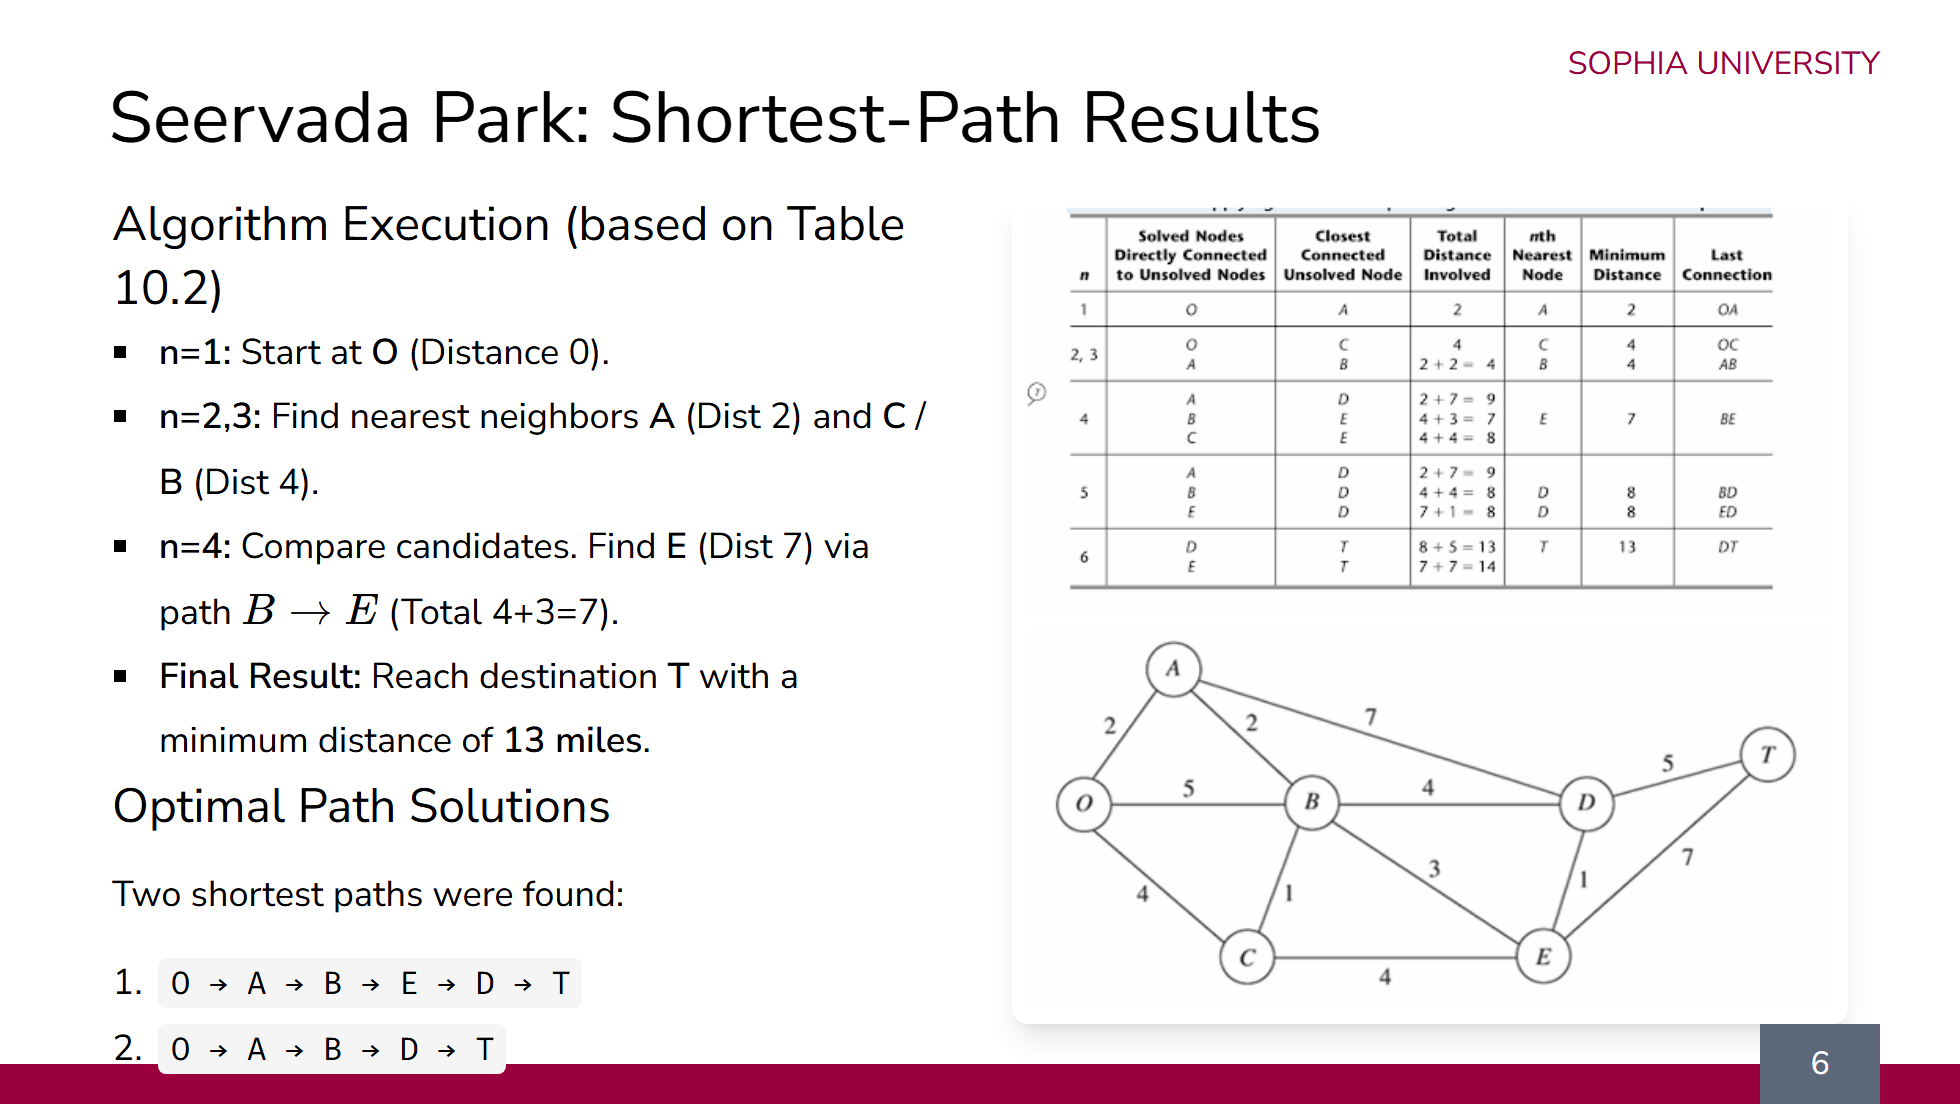 SOPHIA UNIVERSITY
Seervada Park: Shortest-Path Results
Algorithm Execution (based on Table
10.2)
▪ n=1: Start at O (Distance 0).
▪ n=2,3: Find nearest neighbors A (Dist 2) and C /
B (Dist 4).
▪ n=4: Compare candidates. Find E (Dist 7) via
path B → E (Total 4+3=7).
▪ Final Result: Reach destination T with a
minimum distance of 13 miles.
Optimal Path Solutions
Two shortest paths were found:
1. O → A → B → E → D → T
2. O → A → B → D → T
Solved Nodes Closest Total nth
Directly Connected Connected Distance Nearest Minimum Last
n to Unsolved Nodes Unsolved Node Involved Node Distance Connection
1 O A 2 A 2 OA
2, 3
O C 4 C 4 OC
A B 2 + 2 = 4 B 4 AB
A D 2 + 7 = 9
4 B E 4 + 3 = 7 E 7 BE
C E 4 + 4 = 8
A D 2 + 7 = 9
5 B D 4 + 4 = 8 D 8 BD
E D 7 + 1 = 8 D 8 ED
6
D T 8 + 5 = 13 T 13 DT
E T 7 + 7 = 14
A
2
2
7
5
T
O
5
B
4
D
4
1
3
1
7
C
4
E
6